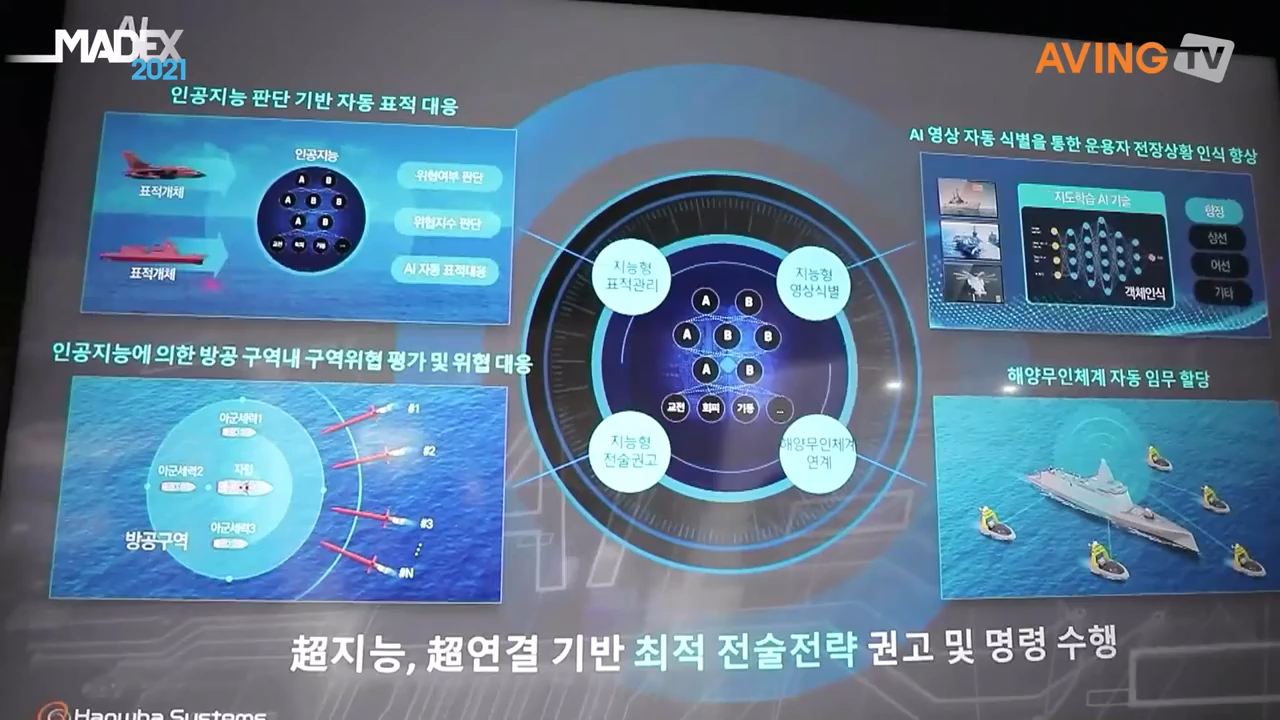 AI
MADEX
2021
AVING TV
인공지능 판단 기반 자동 표적 대응
인공지능
표적개체
표적개체
A B
A B B
A B
교전 회피 기동 ...
위협여부 판단
위협지수 판단
AI 자동 표적대응
AI 영상 자동 식별을 통한 운용자 전장상황 인식 향상
지도학습 AI 기술
객체인식
함정
상선
어선
기타
지능형
표적관리
지능형
영상식별
A B
A B B
A B
교전 회피 기동 ...
지능형
전술권고
해양무인체계
연계
인공지능에 의한 방공 구역내 구역위협 평가 및 위협 대응
아군세력1
아군세력2
자함
아군세력3
방공구역
#1
#2
#3
#N
해양무인체계 자동 임무 할당
超지능, 超연결 기반 최적 전술전략 권고 및 명령 수행
Hanwha Systems